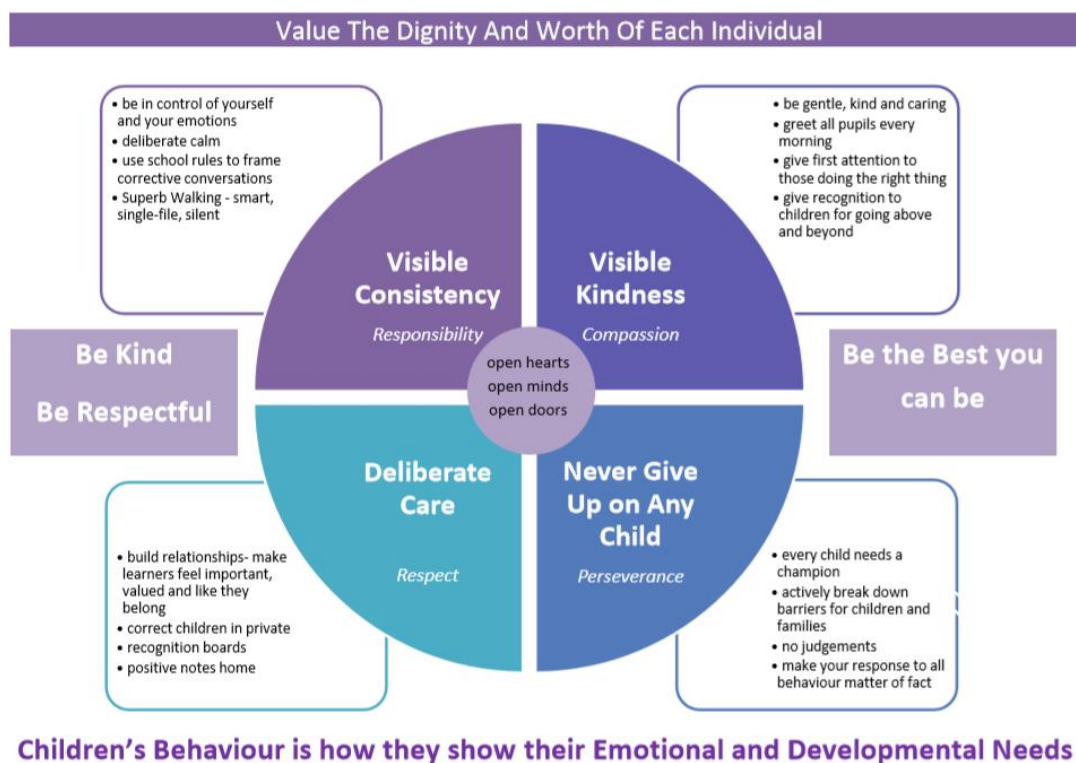 Value The Dignity And Worth Of Each Individual
• be in control of yourself
and your emotions
• deliberate calm
• use school rules to frame
corrective conversations
• Superb Walking - smart,
single-file, silent
• be gentle, kind and caring
• greet all pupils every
morning
• give first attention to
those doing the right thing
• give recognition to
children for going above
and beyond
Visible
Consistency
Responsibility
Visible
Kindness
Compassion
Be Kind
Be Respectful
open hearts
open minds
open doors
Be the Best you
can be
Deliberate
Care
Respect
Never Give
Up on Any
Child
Perseverance
• build relationships- make
learners feel important,
valued and like they
belong
• correct children in private
• recognition boards
• positive notes home
• every child needs a
champion
• actively break down
barriers for children and
families
• no judgements
• make your response to all
behaviour matter of fact
Children's Behaviour is how they show their Emotional and Developmental Needs